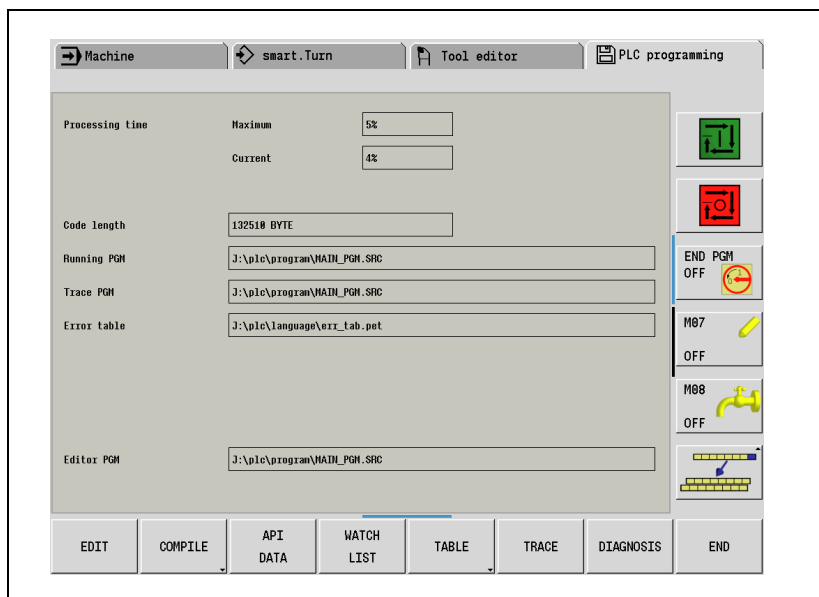 Machine
smart.Turn
Tool editor
PLC programming
Processing time
Maximum
5%
Current
4%
Code length
132510 BYTE
Running PGM
J:\plc\program\MAIN_PGM.SRC
Trace PGM
J:\plc\program\MAIN_PGM.SRC
Error table
J:\plc\language\err_tab.pet
Editor PGM
J:\plc\program\MAIN_PGM.SRC
END PGM
OFF
M07
OFF
M08
OFF
EDIT
COMPILE
API
DATA
WATCH
LIST
TABLE
TRACE
DIAGNOSIS
END